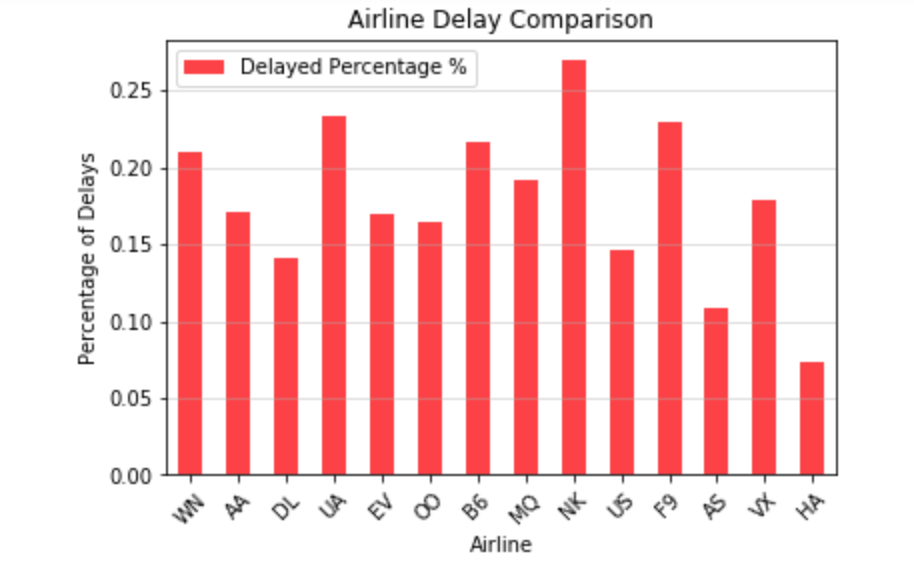 Airline Delay Comparison
Delayed Percentage %
Percentage of Delays
0.25
0.20
0.15
0.10
0.05
0.00
WN AA DL UA EV OO B6 MQ NK US F9 AS VX HA
Airline